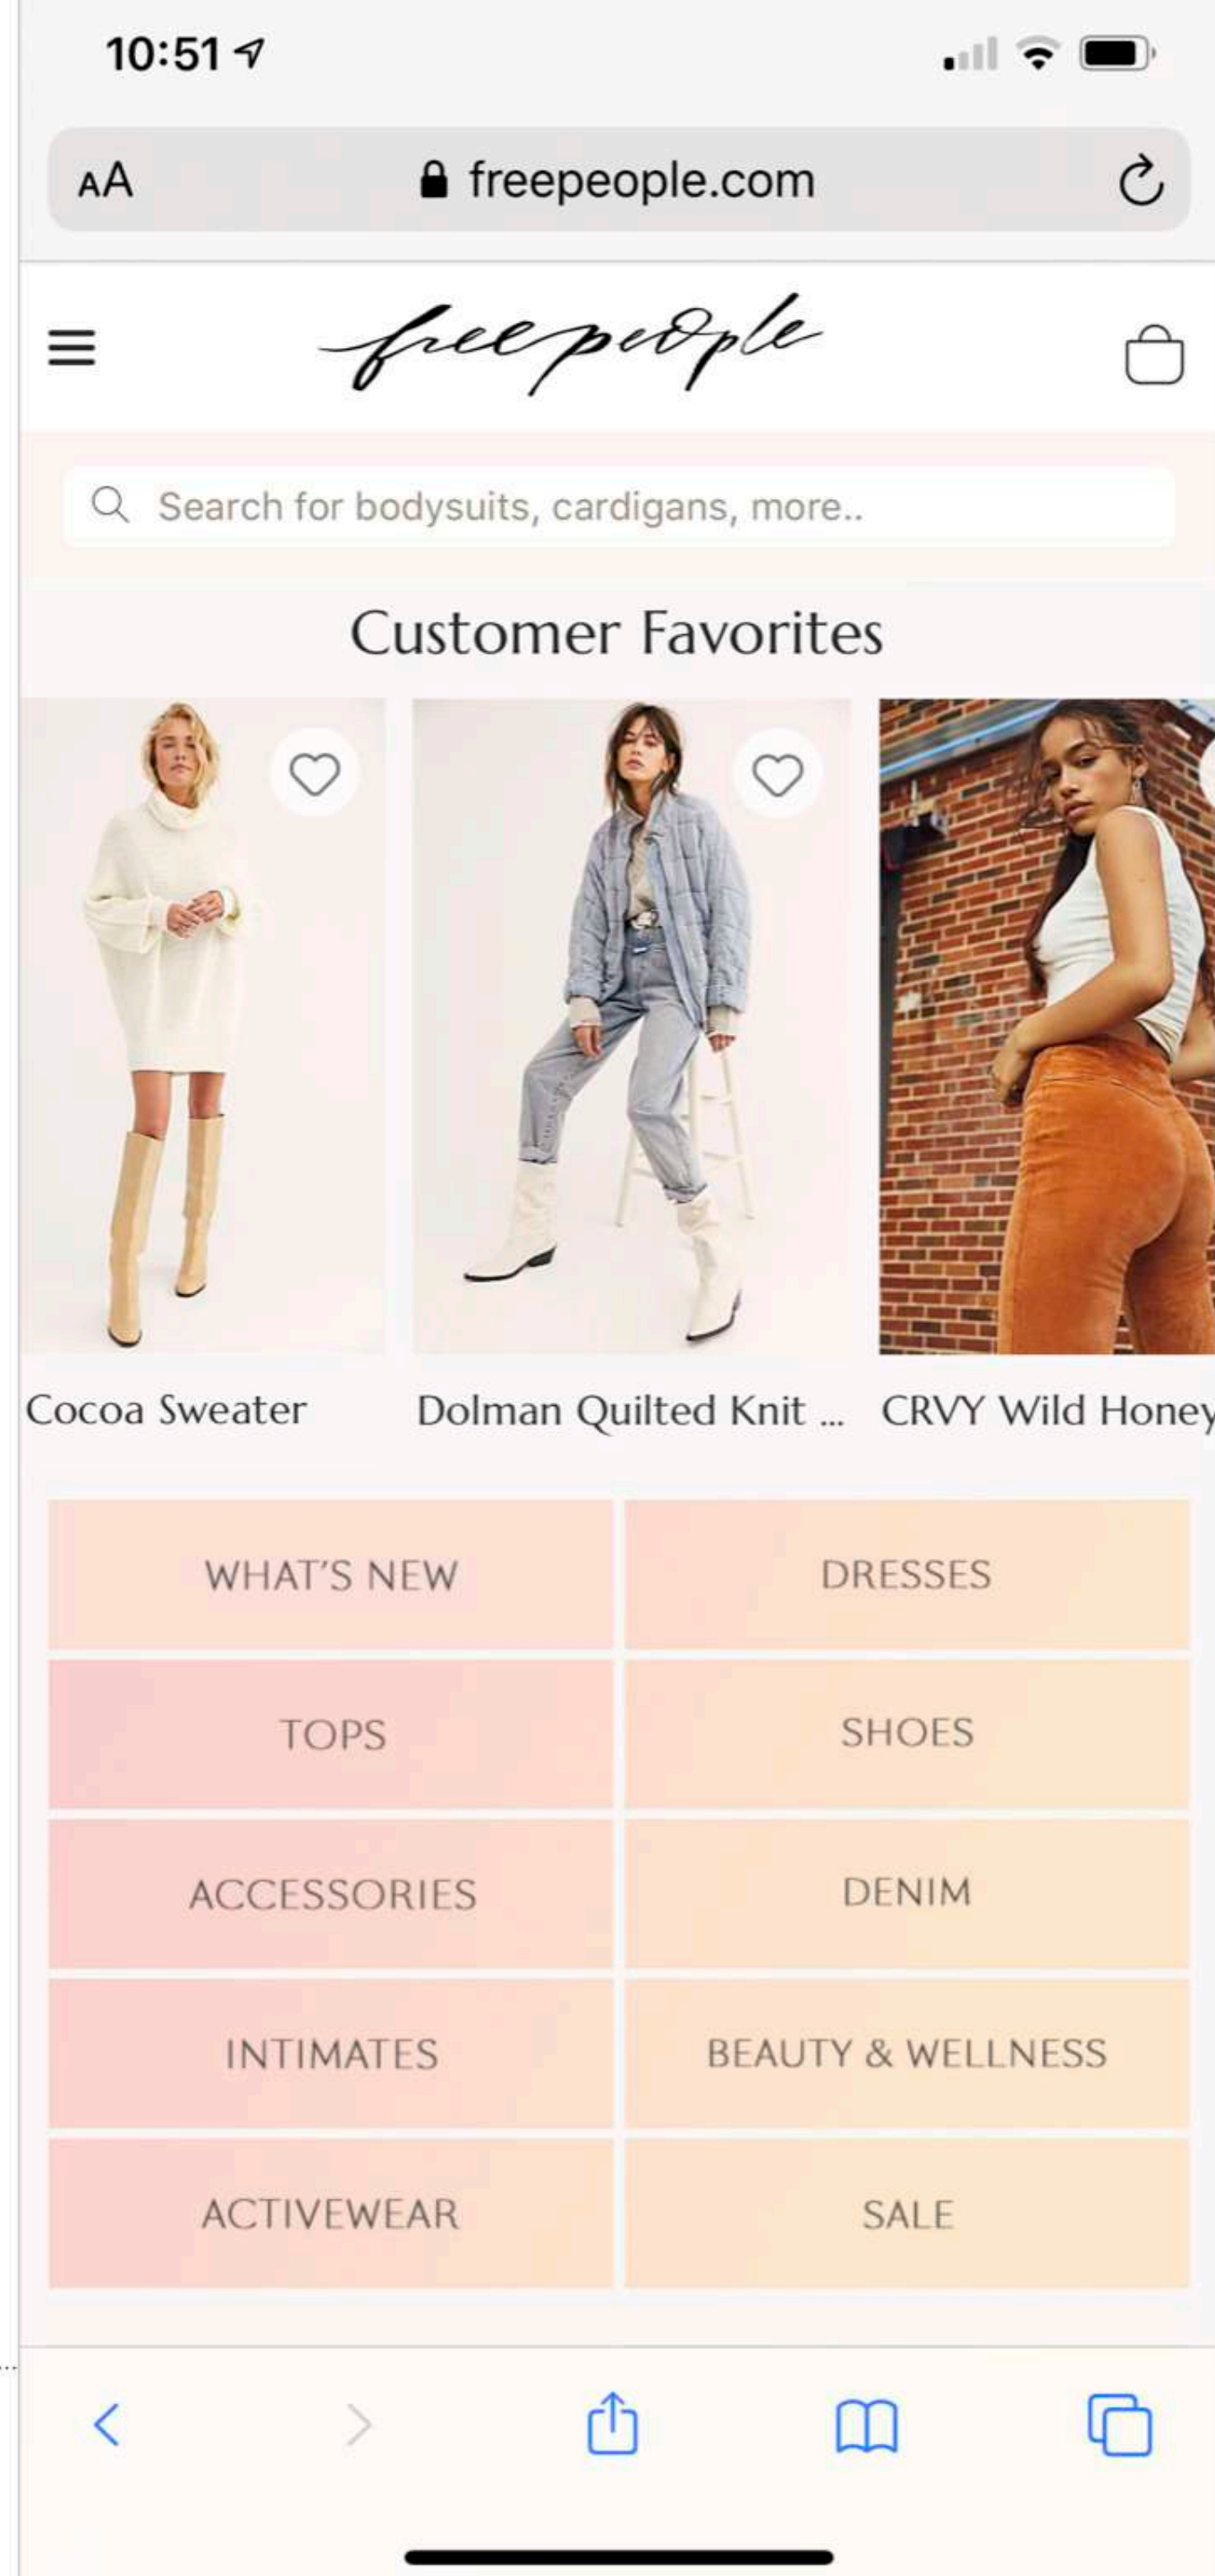 10:51
AA freepeople.com
free people
Search for bodysuits, cardigans, more..
Customer Favorites
Cocoa Sweater
Dolman Quilted Knit ...
CRVY Wild Honey
WHAT'S NEW
DRESSES
TOPS
SHOES
ACCESSORIES
DENIM
INTIMATES
BEAUTY & WELLNESS
ACTIVEWEAR
SALE